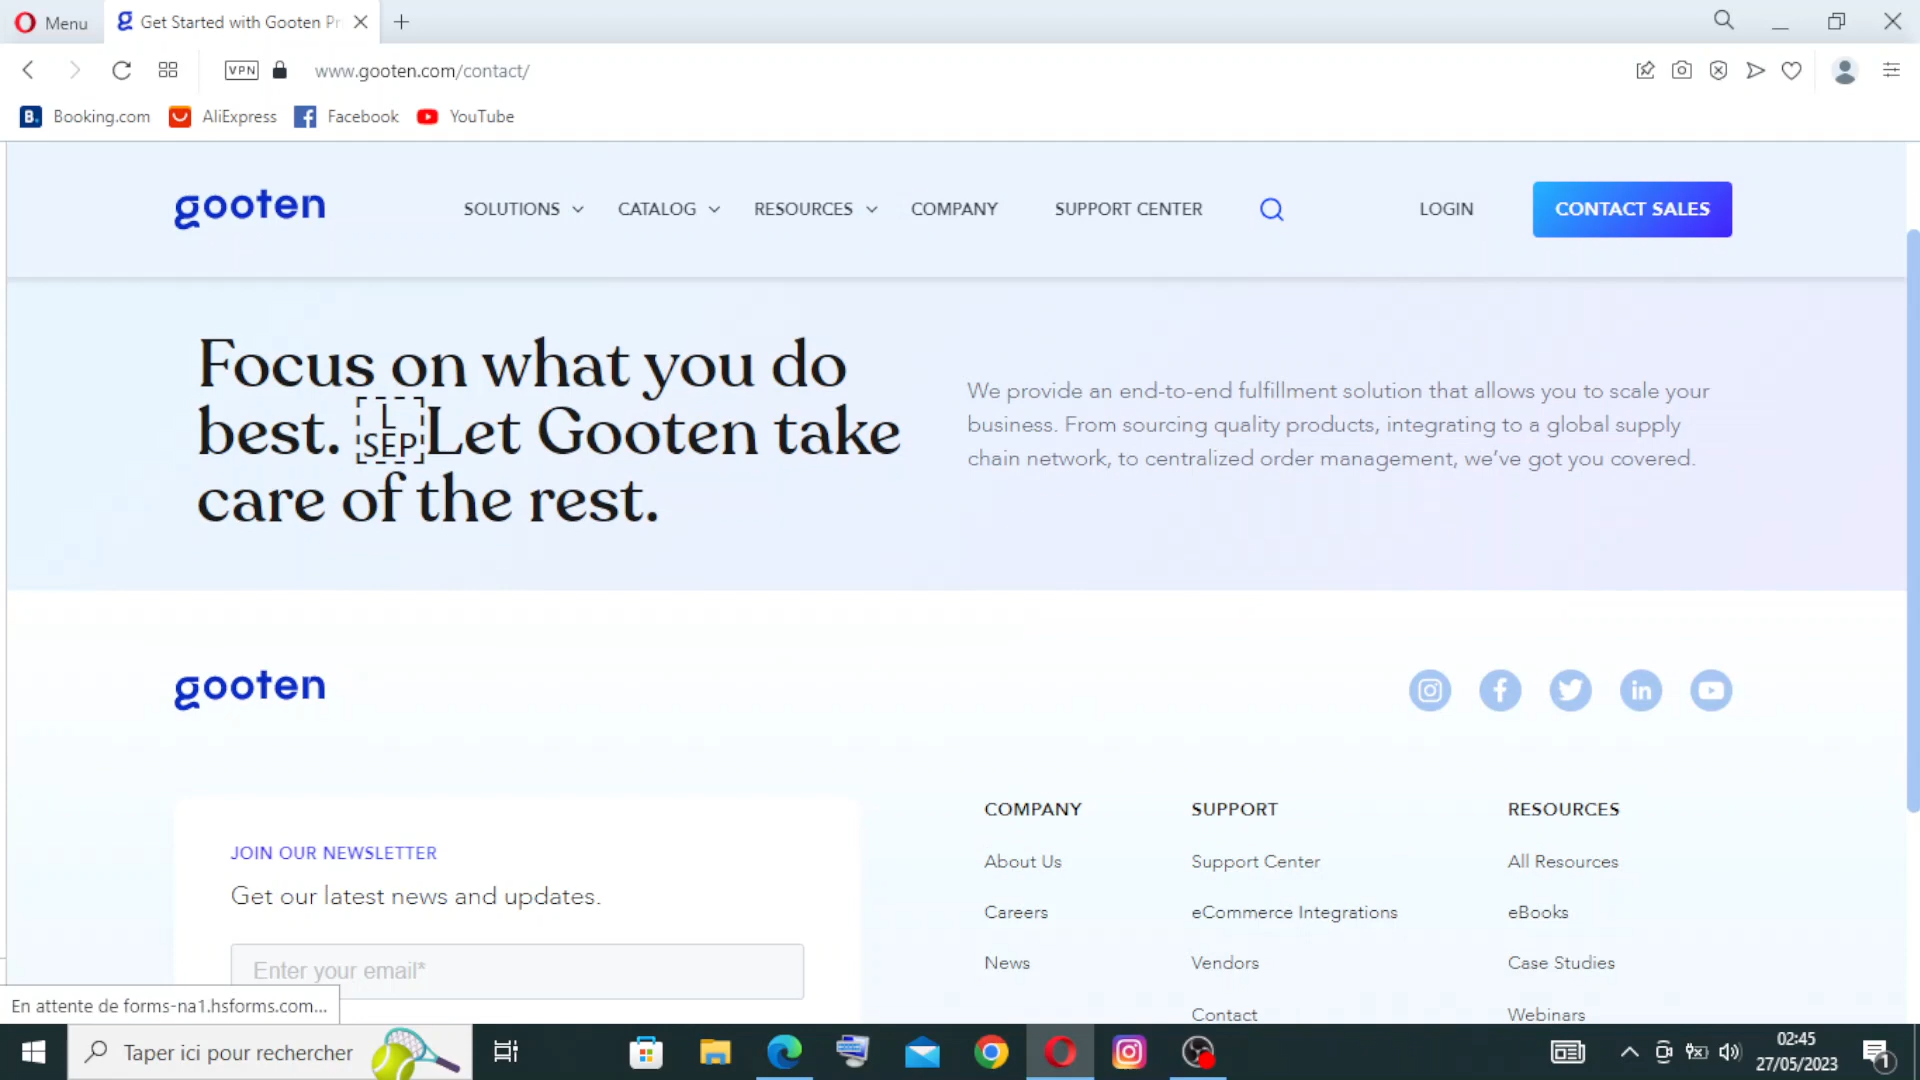 Menu
Get Started with Gooten Pr
VPN
www.gooten.com/contact/
B. Booking.com
AliExpress
Facebook
YouTube
gooten
SOLUTIONS
CATALOG
RESOURCES
COMPANY
SUPPORT CENTER
LOGIN
CONTACT SALES
Focus on what you do
best. L SEP Let Gooten take
care of the rest.
We provide an end-to-end fulfillment solution that allows you to scale your
business. From sourcing quality products, integrating to a global supply
chain network, to centralized order management, we’ve got you covered.
gooten
in
JOIN OUR NEWSLETTER
Get our latest news and updates.
Enter your email*
COMPANY
About Us
Careers
News
SUPPORT
Support Center
eCommerce Integrations
Vendors
Contact
RESOURCES
All Resources
eBooks
Case Studies
Webinars
En attente de forms-na1.hsforms.com...
Taper ici pour rechercher
02:45
27/05/2023
1